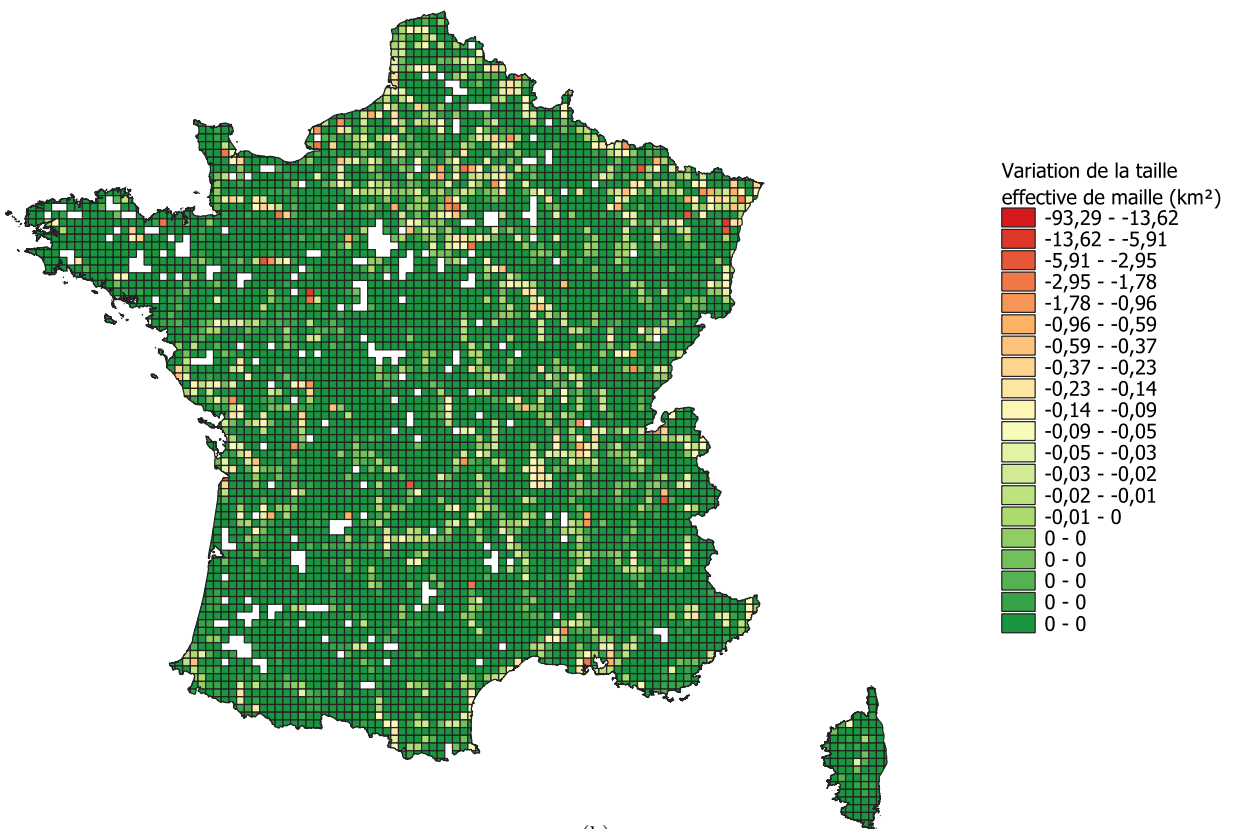 Variation de la taille
effective de maille (km²)
-93,29 - -13,62
-13,62 - -5,91
-5,91 - -2,95
-2,95 - -1,78
-1,78 - -0,96
-0,96 - -0,59
-0,59 - -0,37
-0,37 - -0,23
-0,23 - -0,14
-0,14 - -0,09
-0,09 - -0,05
-0,05 - -0,03
-0,03 - -0,02
-0,02 - -0,01
-0,01 - 0
0 - 0
0 - 0
0 - 0
0 - 0
0 - 0